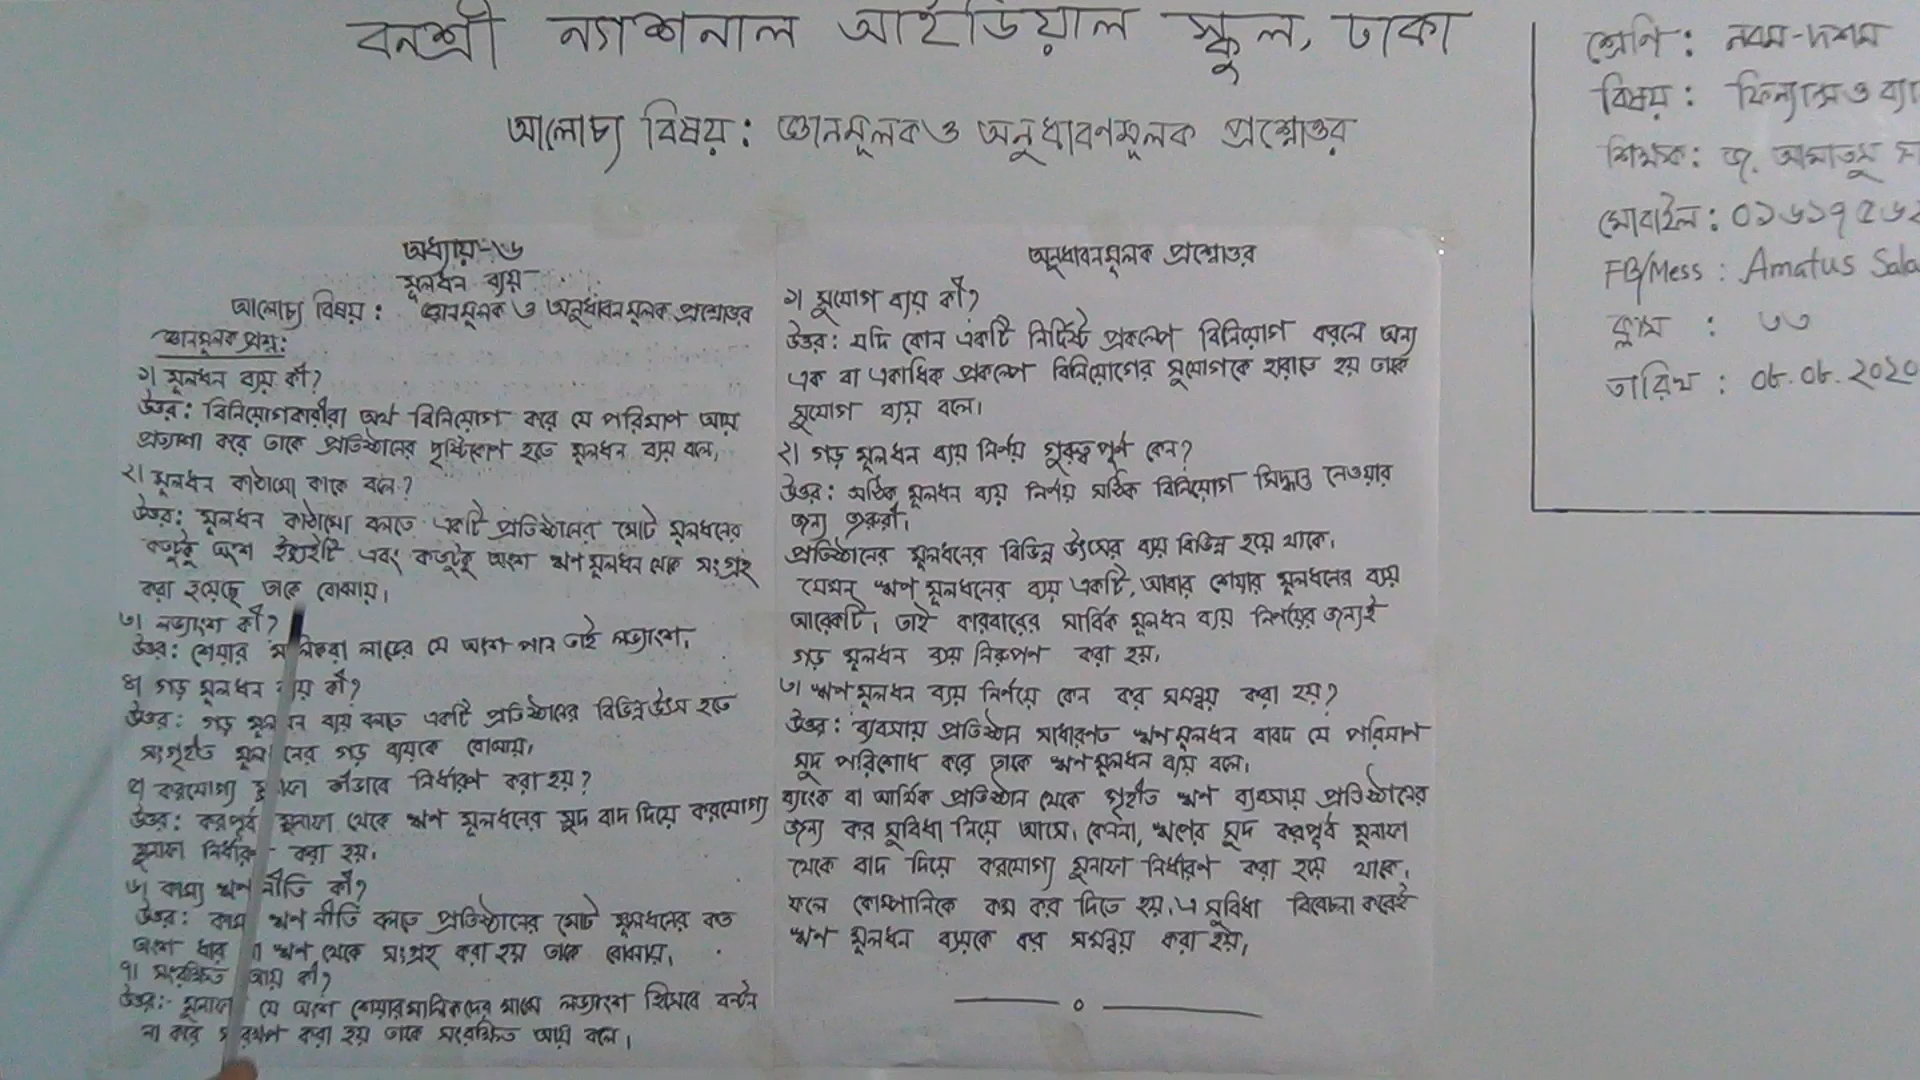 বনশ্রী ন্যাশনাল আইডিয়াল স্কুল, ঢাকা
আলোচ্য বিষয়: জ্ঞানমূলক ও অনুধাবণমূলক প্রশ্নোত্তর
শ্রেণি: নবম-দশম
বিষয়: ফিন্যান্স ও ব্যা
শিক্ষক: জ. আমাতুস
মোবাইল: ০১৬১৭৫৬২
FB/Mess : Amatus Sala
ক্লাস : ৩৩
তারিখ : ০৮.০৮.২০২০
অধ্যায়-৬
মূলধন ব্যয়
আলোচ্য বিষয়: জ্ঞানমূলক ও অনুধাবনমূলক প্রশ্নোত্তর
জ্ঞানমূলক প্রশ্ন:
১। মূলধন ব্যয় কী?
উত্তর: বিনিয়োগকারীরা অর্থ বিনিয়োগ করে যে পরিমাণ আয়
প্রত্যাশা করে তাকে প্রতিষ্ঠানের দৃষ্টিকোণ হতে মূলধন ব্যয় বলে।
২। মূলধন কাঠামো কাকে বলে?
উত্তর: মূলধন কাঠামো বলতে একটি প্রতিষ্ঠানের মোট মূলধনের
কতটুকু অংশ ইক্যুইটি এবং কতটুকু অংশ ঋণ মূলধন থেকে সংগ্রহ
করা হয়েছে তাকে বোঝায়।
৩। লভ্যাংশ কী?
উত্তর: শেয়ার মালিকরা লাভের যে অংশ পান তাই লভ্যাংশ।
৪। গড় মূলধন ব্যয় কী?
উত্তর: গড় মূলধন ব্যয় বলতে একটি প্রতিষ্ঠানের বিভিন্ন উৎস হতে
সংগৃহীত মূলধনের গড় ব্যয়কে বোঝায়।
৫। করযোগ্য মুনাফা কীভাবে নির্ধারণ করা হয়?
উত্তর: করপূর্ব মুনাফা থেকে ঋণ মূলধনের সুদ বাদ দিয়ে করযোগ্য
মুনাফা নির্ধারণ করা হয়।
৬। কাম্য ঋণ নীতি কী?
উত্তর: কাম্য ঋণ নীতি বলতে প্রতিষ্ঠানের মোট মূলধনের কত
অংশ ধার বা ঋণ থেকে সংগ্রহ করা হয় তাকে বোঝায়।
৭। সংরক্ষিত আয় কী?
উত্তর:- মুনাফার যে অংশ শেয়ারমালিকদের মাঝে লভ্যাংশ হিসেবে বন্টন
না করে সংরক্ষণ করা হয় তাকে সংরক্ষিত আয় বলে।
অনুধাবনমূলক প্রশ্নোত্তর
১। সুযোগ ব্যয় কী?
উত্তর: যদি কোন একটি নির্দিষ্ট প্রকল্পে বিনিয়োগ করলে অন্য
এক বা একাধিক প্রকল্পে বিনিয়োগের সুযোগকে হারাতে হয় তাকে
সুযোগ ব্যয় বলে।
২। গড় মূলধন ব্যয় নির্ণয় গুরুত্বপূর্ণ কেন?
উত্তর: সঠিক মূলধন ব্যয় নির্ণয় সঠিক বিনিয়োগ সিদ্ধান্ত নেওয়ার
জন্য জরুরী।
প্রতিষ্ঠানের মূলধনের বিভিন্ন উৎসের ব্যয় বিভিন্ন হয়ে থাকে।
যেমন ঋণ মূলধনের ব্যয় একটি, আবার শেয়ার মূলধনের ব্যয়
আরেকটি। তাই কারবারের সার্বিক মূলধন ব্যয় নির্ণয়ের জন্যই
গড় মূলধন ব্যয় নিরূপণ করা হয়।
৩। ঋণ মূলধন ব্যয় নির্ণয়ে কেন কর সমন্বয় করা হয়?
উত্তর: ব্যবসায় প্রতিষ্ঠান সাধারণত ঋণ মূলধন বাবদ যে পরিমাণ
সুদ পরিশোধ করে তাকে ঋণ মূলধন ব্যয় বলে।
ব্যাংক বা আর্থিক প্রতিষ্ঠান থেকে গৃহীত ঋণ ব্যবসায় প্রতিষ্ঠানের
জন্য কর সুবিধা নিয়ে আসে। কেননা, ঋণের সুদ করপূর্ব মুনাফা
থেকে বাদ দিয়ে করযোগ্য মুনাফা নির্ধারণ করা হয়ে থাকে।
ফলে কোম্পানিকে কম কর দিতে হয়। এ সুবিধা বিবেচনা করেই
ঋণ মূলধন ব্যয়কে কর সমন্বয় করা হয়।